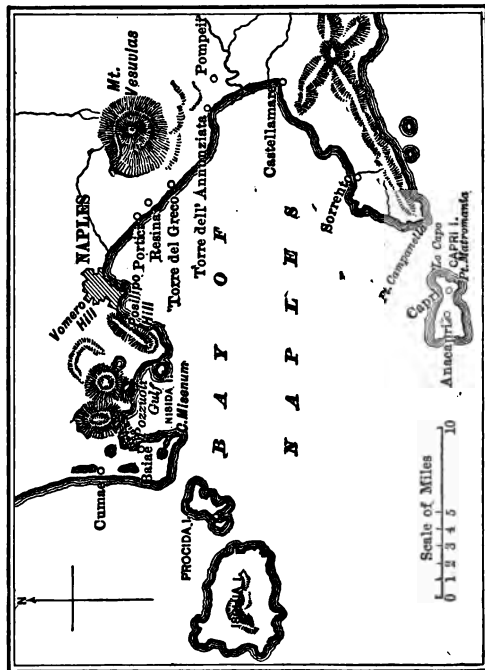 N
Mt.
Vesuvius
Pompeii
NAPLES
Vomero
Hill
Posilipo
Hill
Portici
Resina
Torre del Greco
Torre dell' Annonziata
Castellamare
Sorrento
Pt. Campanella
Cumae
Baiae
Pozzuoli
Gulf
NISIDA I.
C. Misenum
BAY OF
NAPLES
PROCIDA I.
ISCHIA I.
Capri
Lo Capo
CAPRI I.
Pt. Matromania
Anacapri
Scale of Miles
0 1 2 3 4 5 10